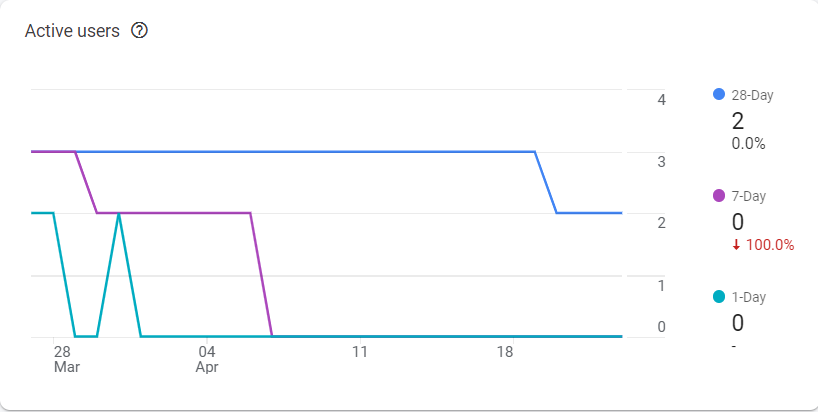 Active users
4
3
2
1
0
28
Mar
04
Apr
11
18
28-Day
2
0.0%
7-Day
0
↓ 100.0%
1-Day
0
-